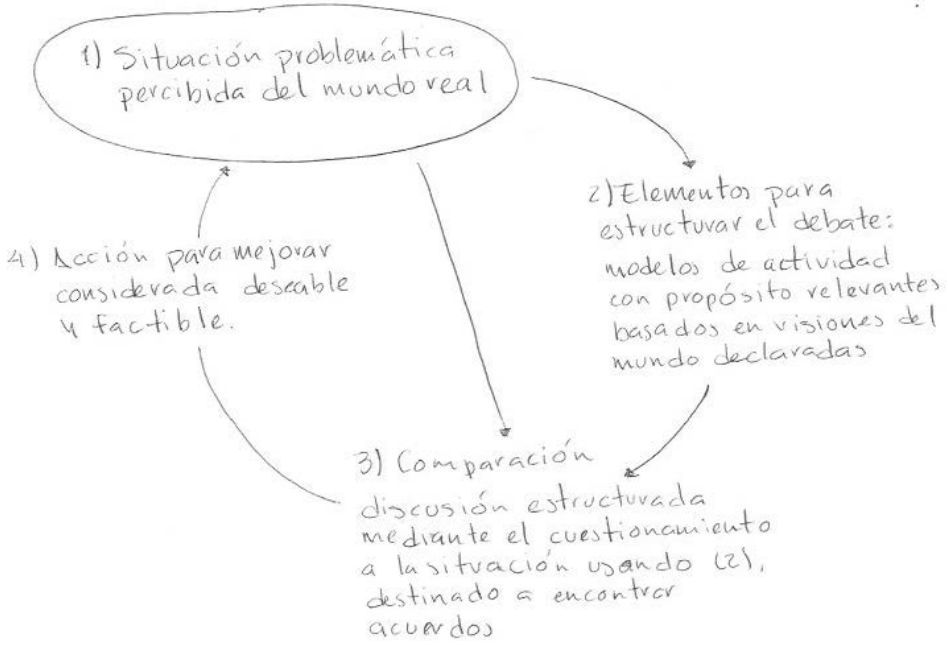 1) Situación problemática
percibida del mundo real
2) Elementos para
estructurar el debate:
modelos de actividad
con propósito relevantes
basados en visiones del
mundo declaradas
4) Acción para mejorar
considerada deseable
y factible.
3) Comparación
discusión estructurada
mediante el cuestionamiento
a la situación usando (2),
destinado a encontrar
acuerdos